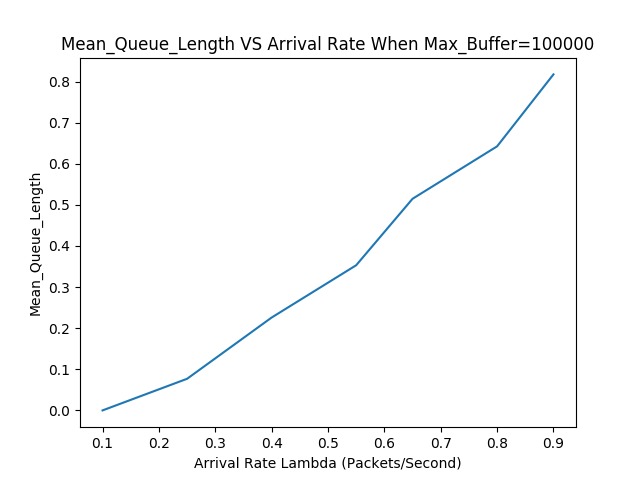 Mean_Queue_Length VS Arrival Rate When Max_Buffer=100000
Mean_Queue_Length
0.8
0.7
0.6
0.5
0.4
0.3
0.2
0.1
0.0
0.1 0.2 0.3 0.4 0.5 0.6 0.7 0.8 0.9
Arrival Rate Lambda (Packets/Second)